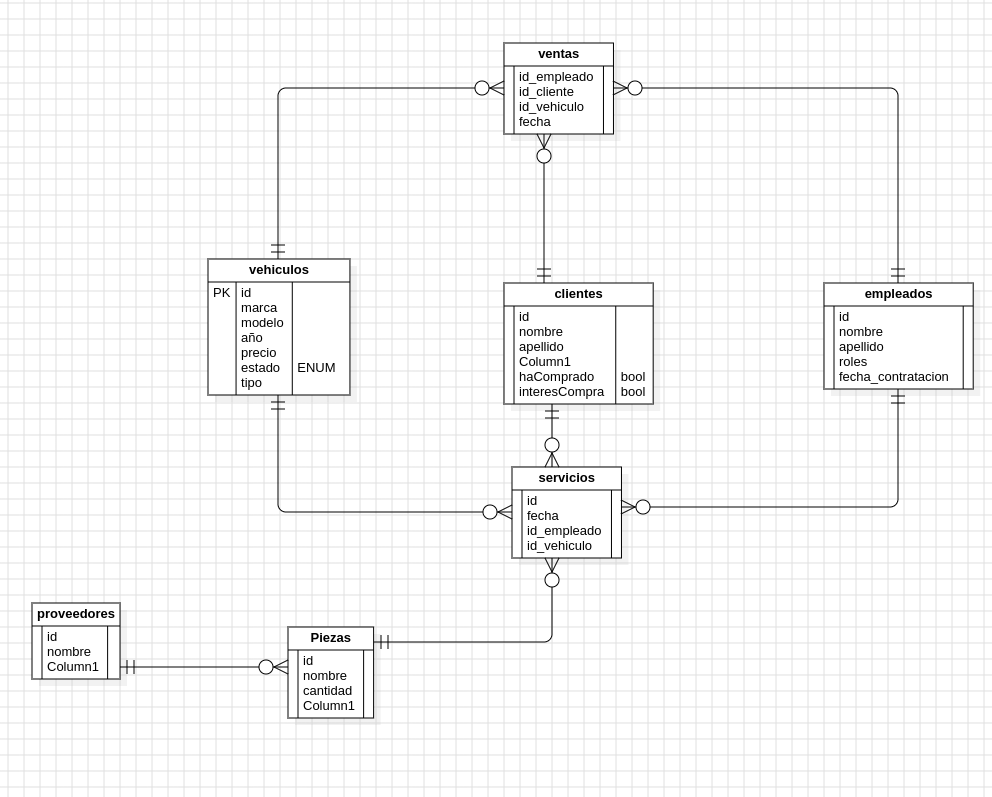 ventas
id_empleado
id_cliente
id_vehiculo
fecha
vehiculos
PK id
marca
modelo
año
precio
estado ENUM
tipo
clientes
id
nombre
apellido
Column1
haComprado bool
interesCompra bool
empleados
id
nombre
apellido
roles
fecha_contratacion
servicios
id
fecha
id_empleado
id_vehiculo
proveedores
id
nombre
Column1
Piezas
id
nombre
cantidad
Column1